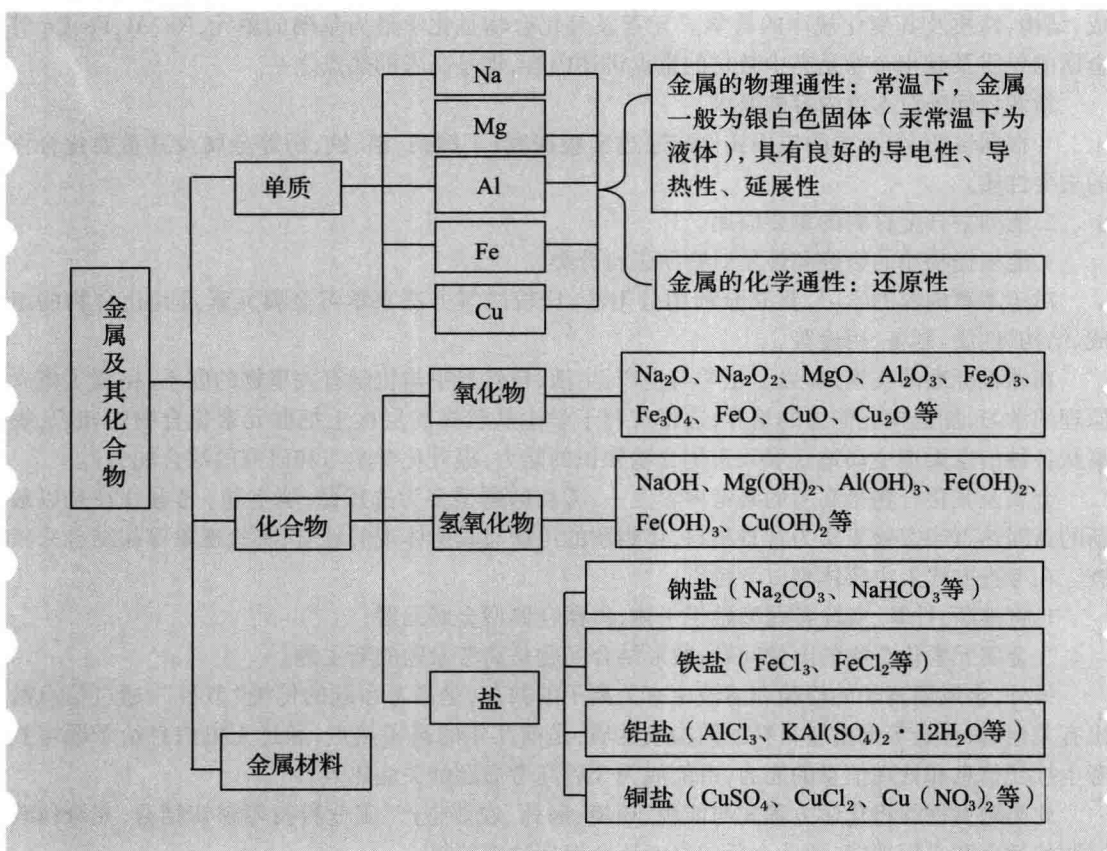 Na
Mg
Al
Fe
Cu
单质
金属的物理通性：常温下，金属
一般为银白色固体（汞常温下为
液体），具有良好的导电性、导
热性、延展性
金属的化学通性：还原性
金属及其化合物
化合物
氧化物
Na₂O、Na₂O₂、MgO、Al₂O₃、Fe₂O₃、
Fe₃O₄、FeO、CuO、Cu₂O 等
氢氧化物
NaOH、Mg(OH)₂、Al(OH)₃、Fe(OH)₂、
Fe(OH)₃、Cu(OH)₂等
盐
钠盐（Na₂CO₃、NaHCO₃等）
铁盐（FeCl₃、FeCl₂等）
铝盐（AlCl₃、KAl(SO₄)₂·12H₂O等）
铜盐（CuSO₄、CuCl₂、Cu（NO₃)₂等）
金属材料